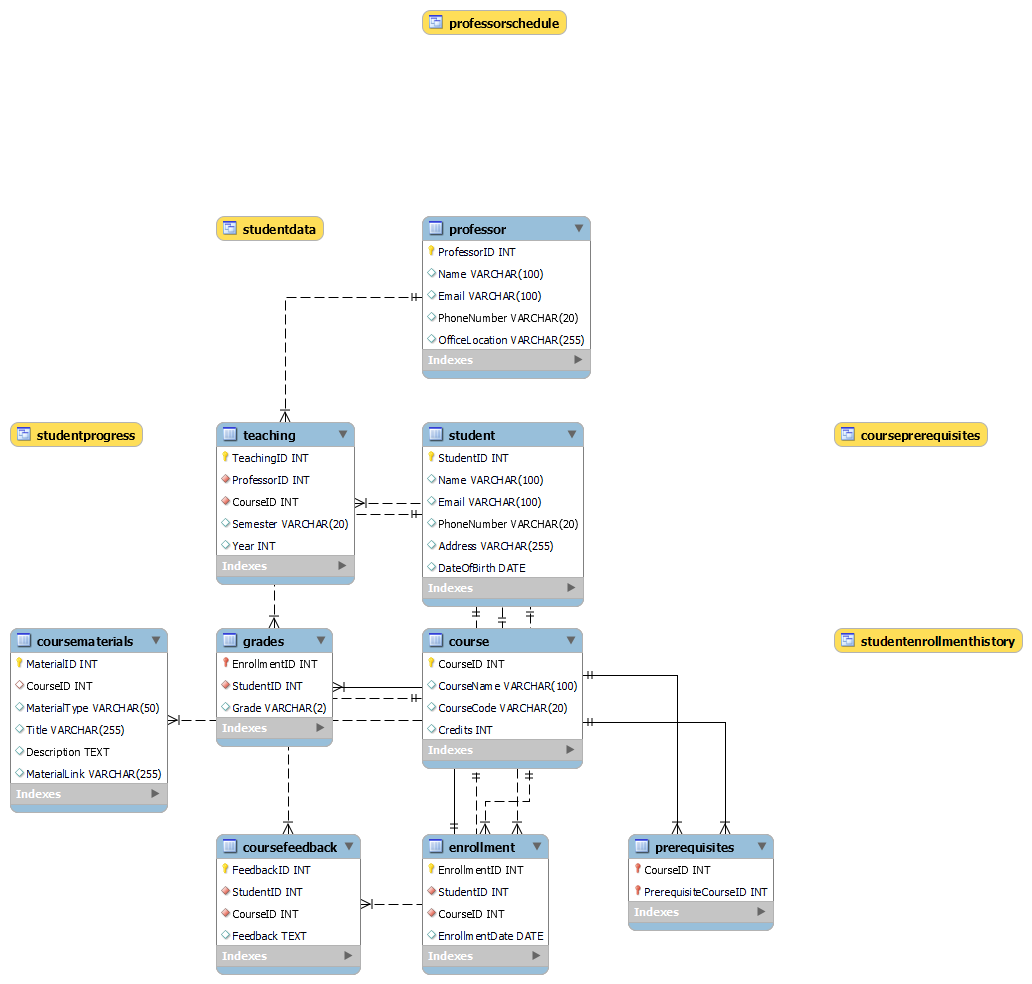 professorschedule
studentdata
professor
ProfessorID INT
Name VARCHAR(100)
Email VARCHAR(100)
PhoneNumber VARCHAR(20)
OfficeLocation VARCHAR(255)
Indexes
studentprogress
teaching
TeachingID INT
ProfessorID INT
CourseID INT
Semester VARCHAR(20)
Year INT
Indexes
student
StudentID INT
Name VARCHAR(100)
Email VARCHAR(100)
PhoneNumber VARCHAR(20)
Address VARCHAR(255)
DateOfBirth DATE
Indexes
courseprerequisites
coursematerials
MaterialID INT
CourseID INT
MaterialType VARCHAR(50)
Title VARCHAR(255)
Description TEXT
MaterialLink VARCHAR(255)
Indexes
grades
EnrollmentID INT
StudentID INT
Grade VARCHAR(2)
Indexes
course
CourseID INT
CourseName VARCHAR(100)
CourseCode VARCHAR(20)
Credits INT
Indexes
studentenrollmenthistory
coursefeedback
FeedbackID INT
StudentID INT
CourseID INT
Feedback TEXT
Indexes
enrollment
EnrollmentID INT
StudentID INT
CourseID INT
EnrollmentDate DATE
Indexes
prerequisites
CourseID INT
PrerequisiteCourseID INT
Indexes